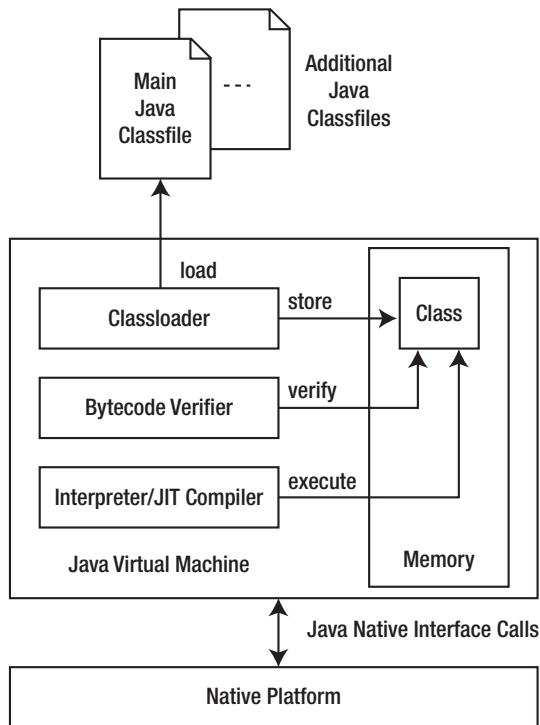 Main
Java
Classfile
- - -
Additional
Java
Classfiles
load
Classloader
store
Class
Bytecode Verifier
verify
Interpreter/JIT Compiler
execute
Java Virtual Machine
Memory
Java Native Interface Calls
Native Platform